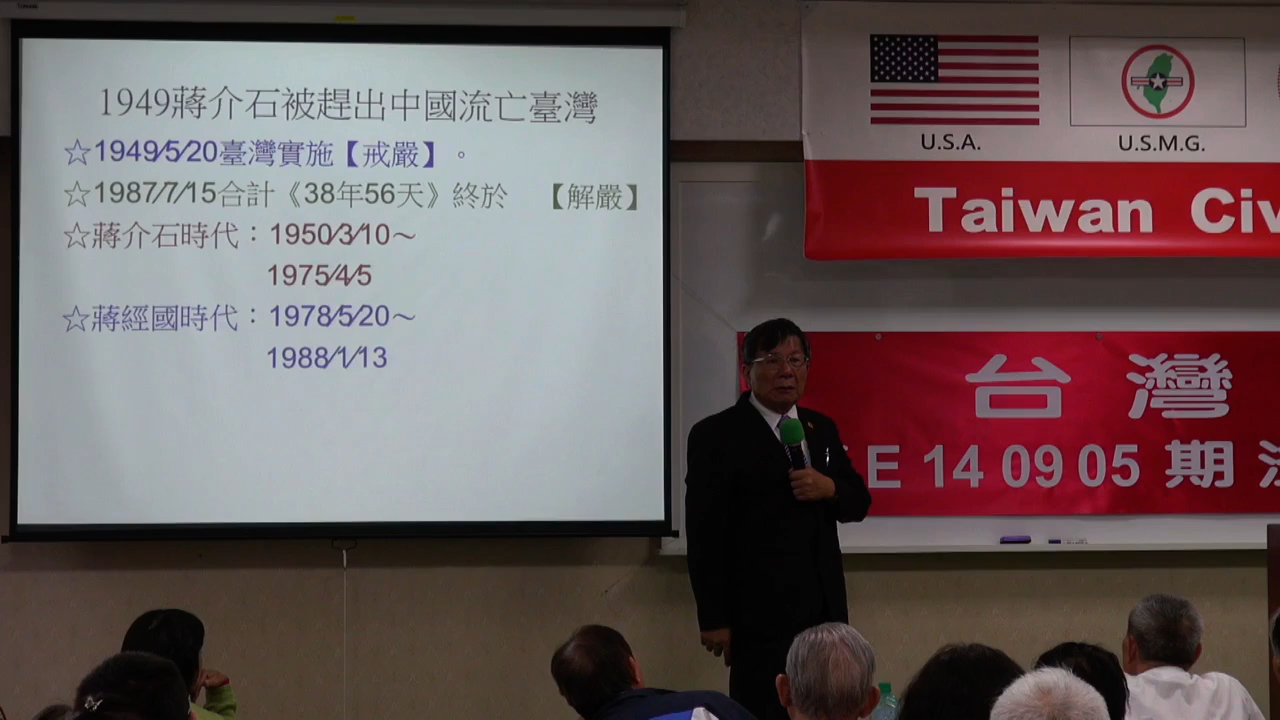 1949蔣介石被趕出中國流亡臺灣
☆1949/5/20臺灣實施【戒嚴】。
☆1987/7/15合計《38年56天》終於 【解嚴】
☆蔣介石時代：1950/3/10～
1975/4/5
☆蔣經國時代：1978/5/20～
1988/1/13
U.S.A.
U.S.M.G.
Taiwan Civ
台灣
E 14 09 05 期